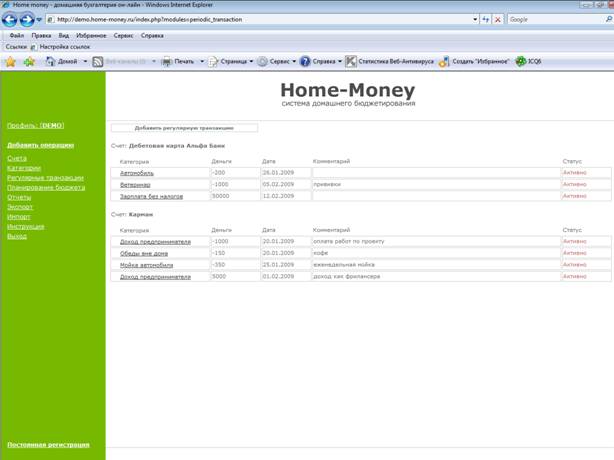 Home money - домашняя бухгалтерия он-лайн - Windows Internet Explorer
http://demo.home-money.ru/index.php?modules=periodic_transaction
Google
Файл Правка Вид Избранное Сервис Справка
Ссылки Настройка ссылок
Домой Веб-каналы (0) Печать Страница Сервис Справка Статистика Веб-Антивируса Создать "Избранное" ICQ6
Home-Money
система домашнего бюджетирования
Профиль: [DEMO]
Добавить операцию
Счета
Категории
Регулярные транзакции
Планирование бюджета
Отчеты
Экспорт
Импорт
Инструкция
Выход
Постоянная регистрация
Добавить регулярную транзакцию
Счет: Дебетовая карта Альфа Банк
Категория Деньги Дата Комментарий Статус
Автомобиль -200 26.01.2009 Активно
Ветеринар -1000 05.02.2009 прививки Активно
Зарплата без налогов 50000 12.02.2009 Активно
Счет: Карман
Категория Деньги Дата Комментарий Статус
Доход предпринимателя -1000 20.01.2009 оплата работ по проекту Активно
Обеды вне дома -150 20.01.2009 кофе Активно
Мойка автомобиля -350 25.01.2009 еженедельная мойка Активно
Доход предпринимателя 5000 01.02.2009 доход как фрилансера Активно